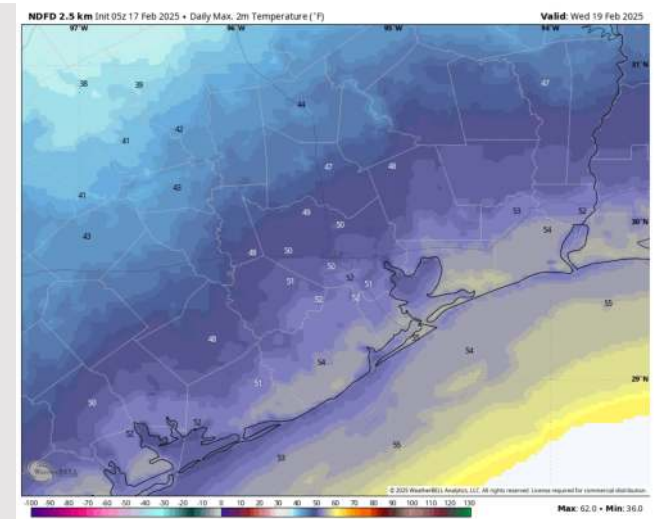 NDFD 2.5 km Init 05z 17 Feb 2025 • Daily Max. 2m Temperature (°F)
Valid: Wed 19 Feb 2025
97°W 96°W 95°W 94°W
31°N
38 39 47
44
42
41
47 48
41 43
49 53 52
50
30°N
43 54
48 50
50
52
51 51
52
55
48
54 54
29°N
51
50
52
52
55
53
WeatherBELL
© 2025 WeatherBELL Analytics, LLC. All rights reserved. License required for commercial distribution.
-100 -90 -80 -70 -60 -50 -40 -30 -20 -10 0 10 20 30 40 50 60 70 80 90 100 110 120 130
Max: 62.0 • Min: 36.0